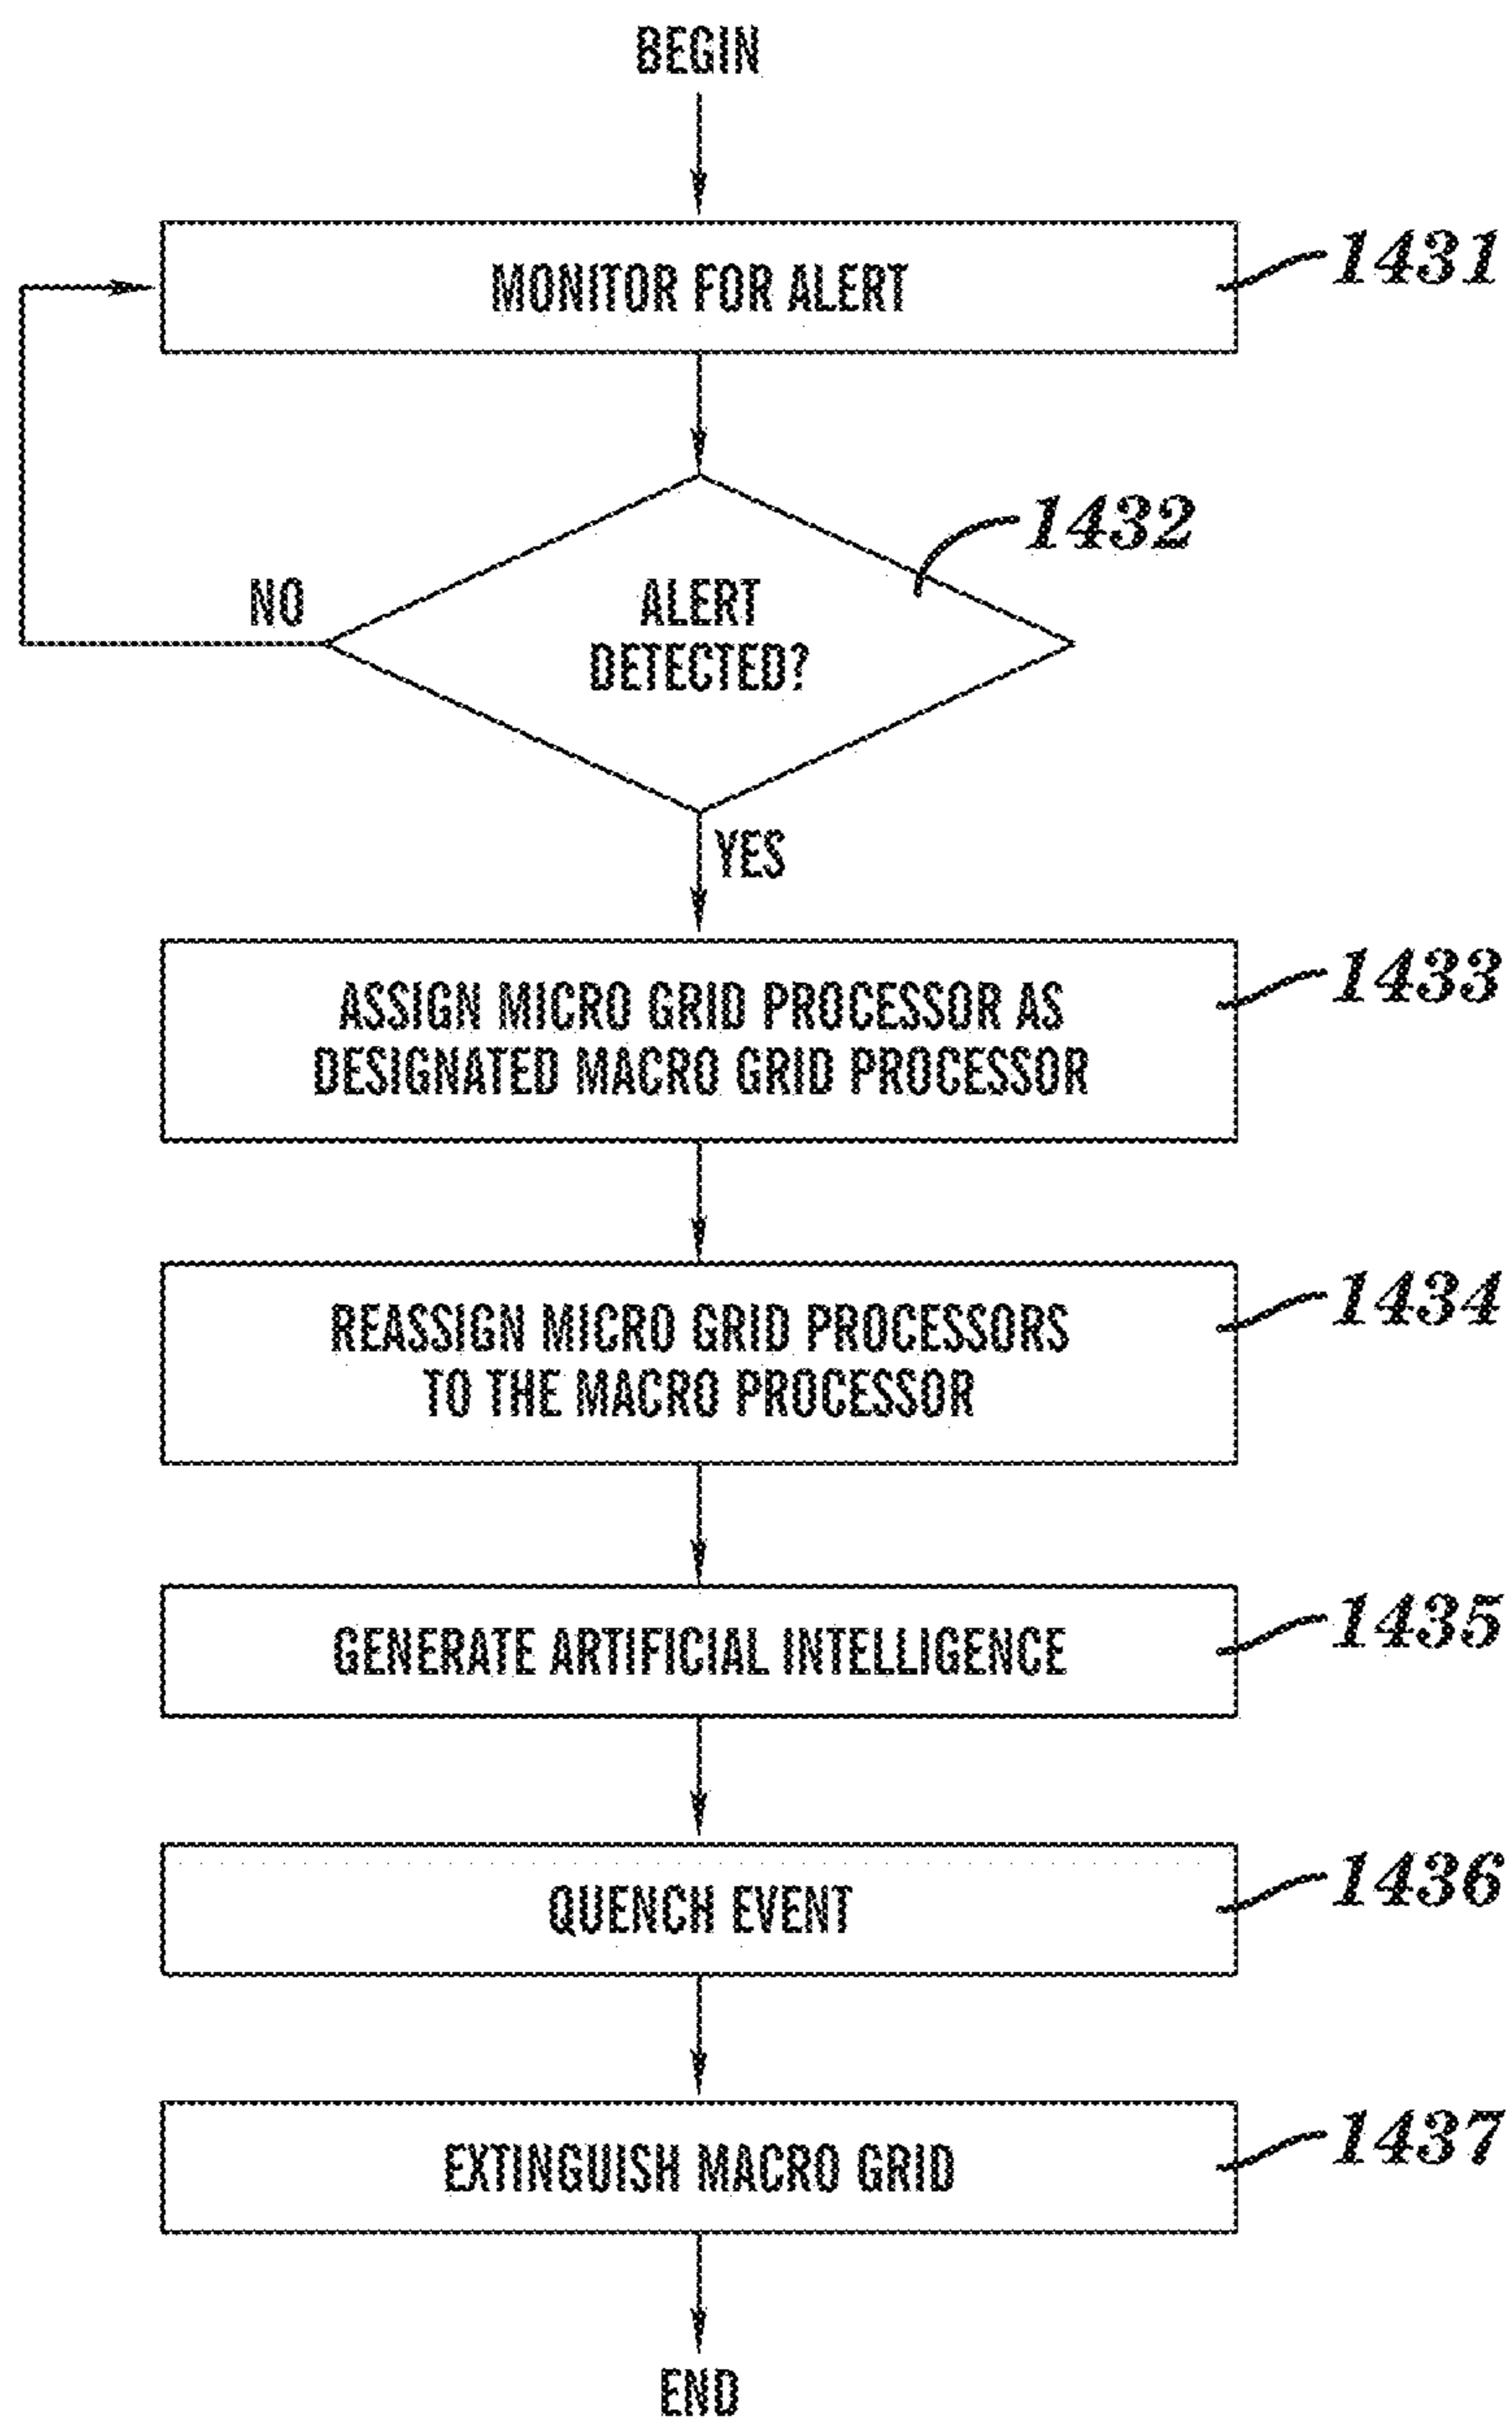 BEGIN
MONITOR FOR ALERT
1431
ALERT
DETECTED?
1432
NO
YES
ASSIGN MICRO GRID PROCESSOR AS
DESIGNATED MACRO GRID PROCESSOR
1433
REASSIGN MICRO GRID PROCESSORS
TO THE MACRO PROCESSOR
1434
GENERATE ARTIFICIAL INTELLIGENCE
1435
QUENCH EVENT
1436
EXTINGUISH MACRO GRID
1437
END